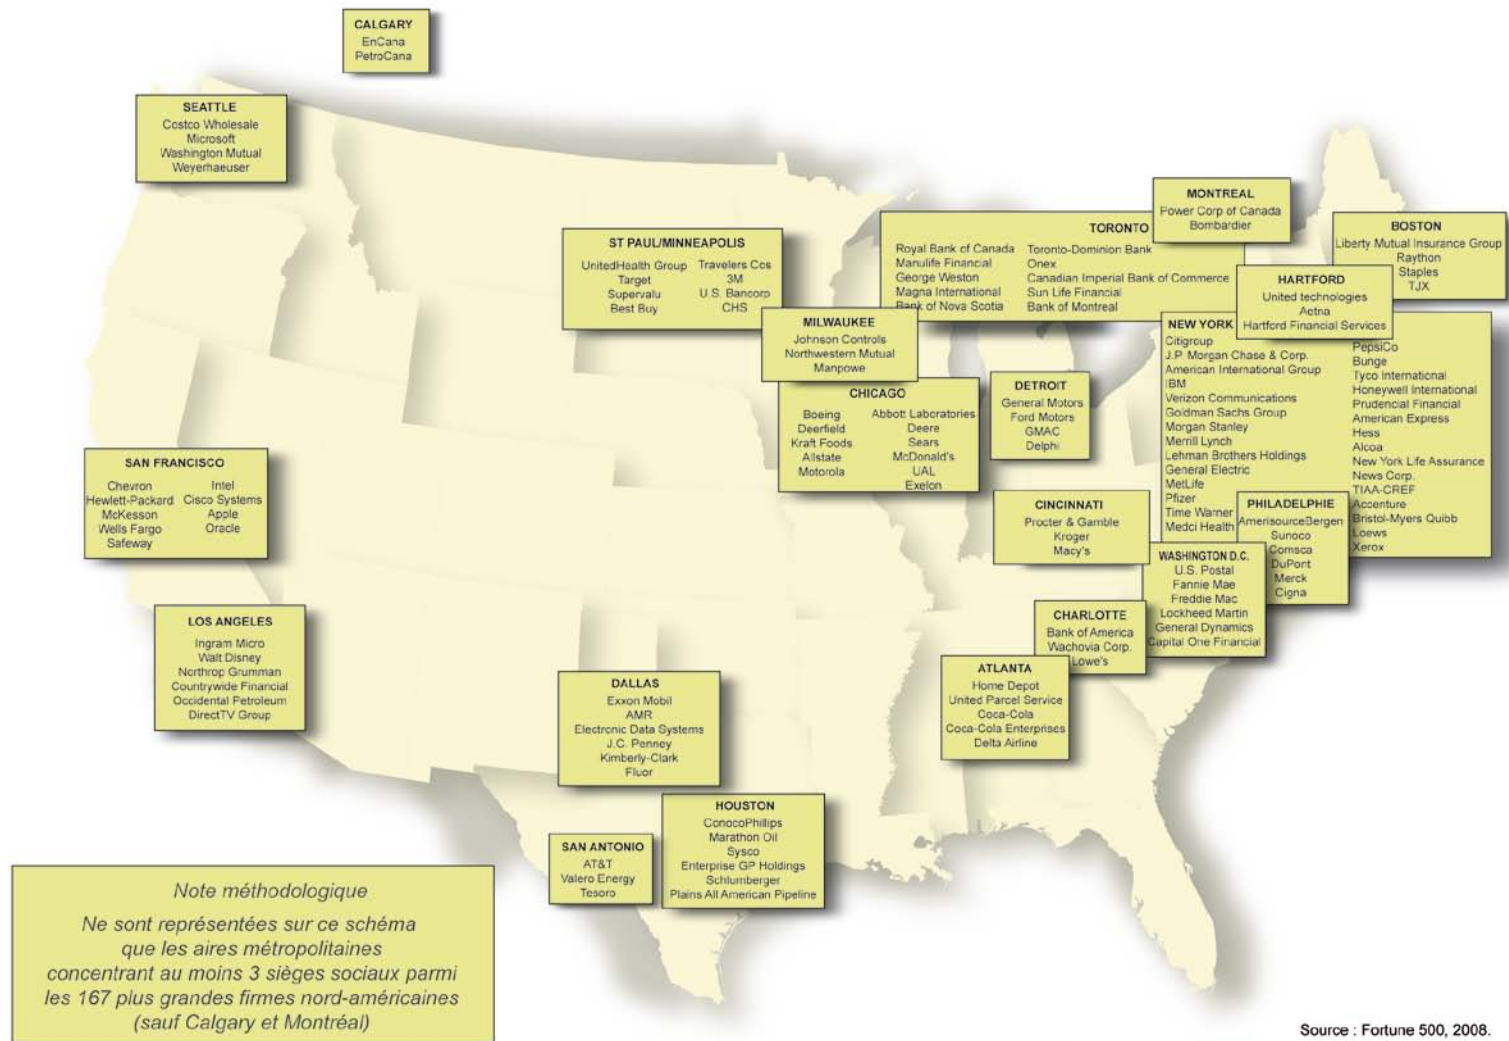 CALGARY
EnCana
PetroCana
SEATTLE
Costco Wholesale
Microsoft
Washington Mutual
Weyerhaeuser
MONTREAL
Power Corp of Canada
Bombardier
TORONTO
Royal Bank of Canada
Manulife Financial
George Weston
Magna International
Bank of Nova Scotia
Toronto-Dominion Bank
Onex
Canadian Imperial Bank of Commerce
Sun Life Financial
Bank of Montreal
BOSTON
Liberty Mutual Insurance Group
Raython
Staples
TJX
ST PAUL/MINNEAPOLIS
UnitedHealth Group
Target
Supervalu
Best Buy
Travelers Cos
3M
U.S. Bancorp
CHS
HARTFORD
United technologies
Aetna
Hartford Financial Services
MILWAUKEE
Johnson Controls
Northwestern Mutual
Manpowe
NEW YORK
Citigroup
J.P. Morgan Chase & Corp.
American International Group
IBM
Verizon Communications
Goldman Sachs Group
Morgan Stanley
Merrill Lynch
Lehman Brothers Holdings
General Electric
MetLife
Pfizer
Time Warner
Medci Health
PepsiCo
Bunge
Tyco International
Honeywell International
Prudencial Financial
American Express
Hess
Alcoa
New York Life Assurance
News Corp.
TIAA-CREF
Accenture
Bristol-Myers Quibb
Loews
Xerox
CHICAGO
Boeing
Deerfield
Kraft Foods
Allstate
Motorola
Abbott Laboratories
Deere
Sears
McDonald's
UAL
Exelon
DETROIT
General Motors
Ford Motors
GMAC
Delphi
SAN FRANCISCO
Chevron
Hewlett-Packard
McKesson
Wells Fargo
Safeway
Intel
Cisco Systems
Apple
Oracle
CINCINNATI
Procter & Gamble
Kroger
Macy's
PHILADELPHIE
AmerisourceBergen
Sunoco
Comsca
DuPont
Merck
Cigna
WASHINGTON D.C.
U.S. Postal
Fannie Mae
Freddie Mac
Lockheed Martin
General Dynamics
Capital One Financial
LOS ANGELES
Ingram Micro
Walt Disney
Northrop Grumman
Countrywide Financial
Occidental Petroleum
DirectTV Group
CHARLOTTE
Bank of America
Wachovia Corp.
Lowe's
ATLANTA
Home Depot
United Parcel Service
Coca-Cola
Coca-Cola Enterprises
Delta Airline
DALLAS
Exxon Mobil
AMR
Electronic Data Systems
J.C. Penney
Kimberly-Clark
Fluor
HOUSTON
ConocoPhillips
Marathon Oil
Sysco
Enterprise GP Holdings
Schlumberger
Plains All American Pipeline
SAN ANTONIO
AT&T
Valero Energy
Tesoro
Note méthodologique
Ne sont représentées sur ce schéma
que les aires métropolitaines
concentrant au moins 3 sièges sociaux parmi
les 167 plus grandes firmes nord-américaines
(sauf Calgary et Montréal)
Source : Fortune 500, 2008.